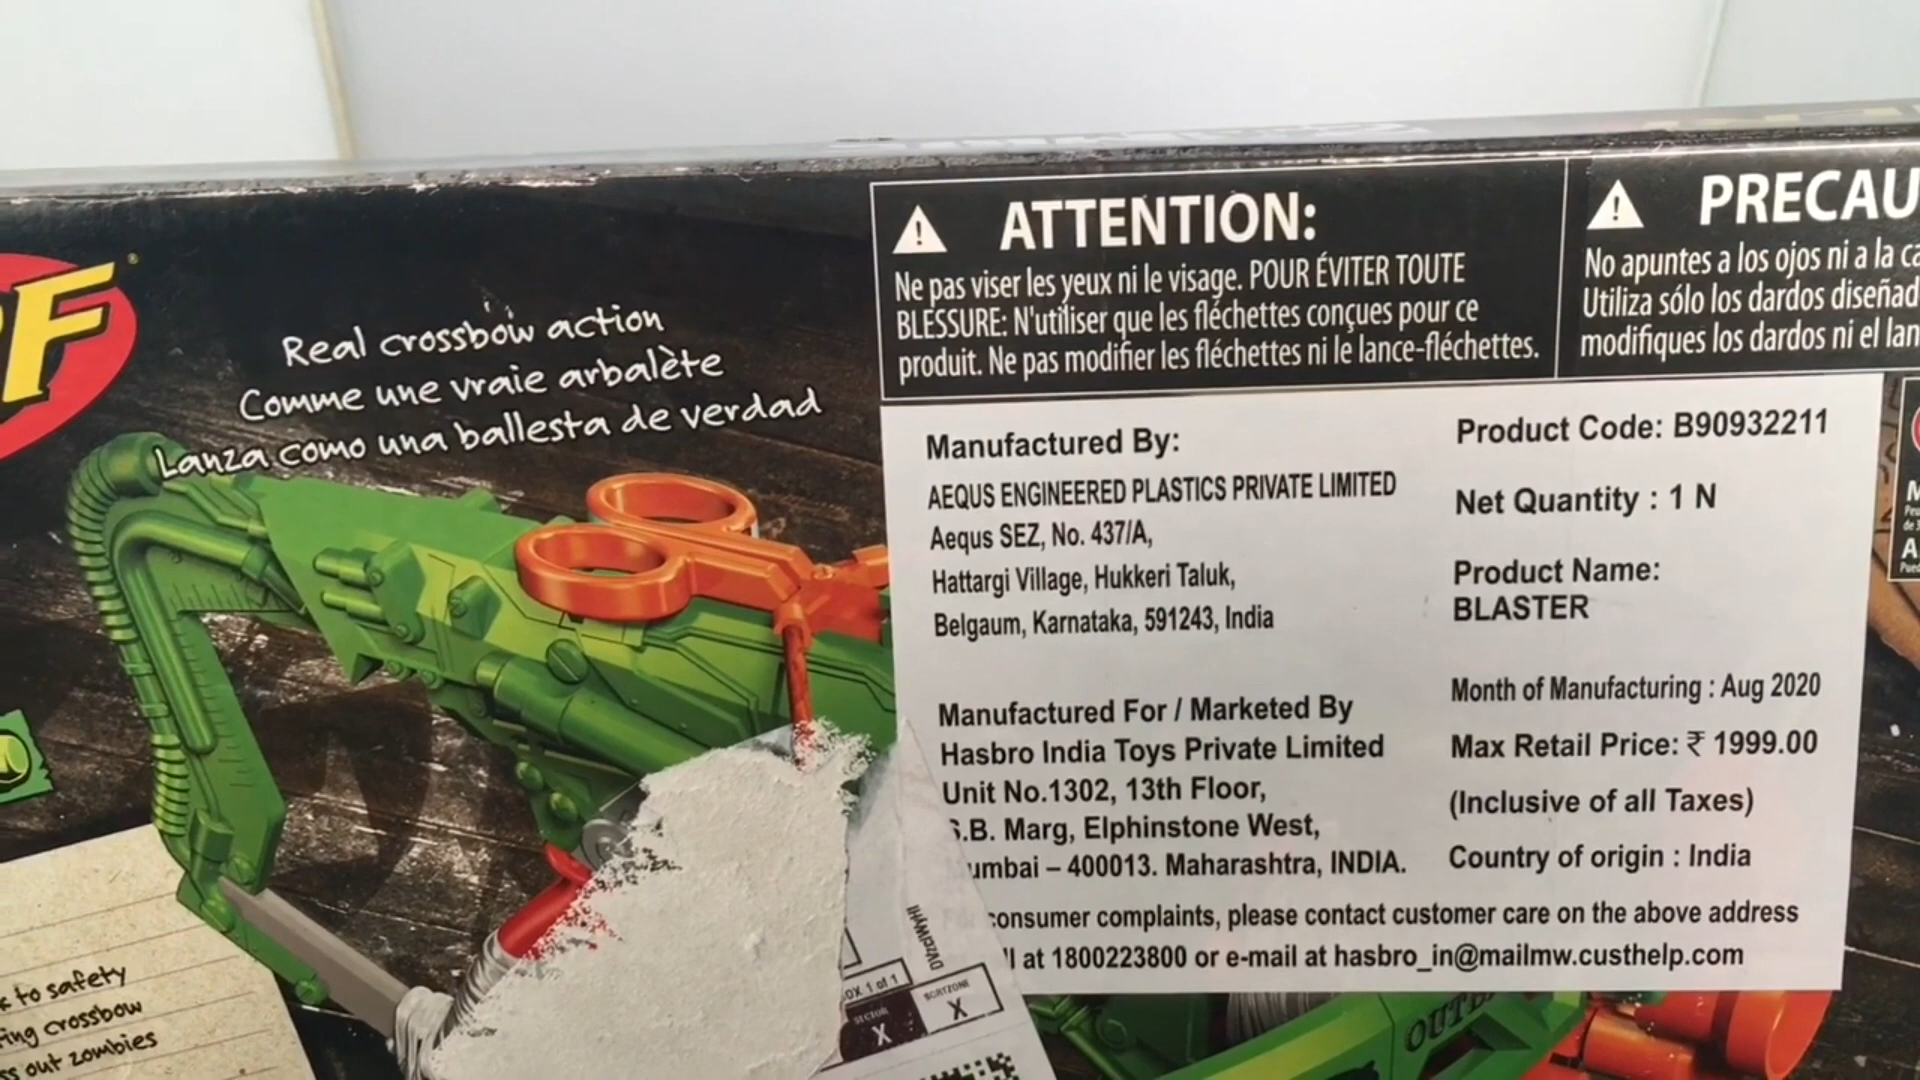 Real crossbow action
Comme une vraie arbalète
Lanza como una ballesta de verdad
ATTENTION:
Ne pas viser les yeux ni le visage. POUR ÉVITER TOUTE
BLESSURE: N'utiliser que les fléchettes conçues pour ce
produit. Ne pas modifier les fléchettes ni le lance-fléchettes.
PRECAU
No apuntes a los ojos ni a la ca
Utiliza sólo los dardos diseñad
modifiques los dardos ni el lan
Manufactured By:
AEQUS ENGINEERED PLASTICS PRIVATE LIMITED
Aequs SEZ, No. 437/A,
Hattargi Village, Hukkeri Taluk,
Belgaum, Karnataka, 591243, India
Manufactured For / Marketed By
Hasbro India Toys Private Limited
Unit No.1302, 13th Floor,
S.B. Marg, Elphinstone West,
umbai – 400013. Maharashtra, INDIA.
Product Code: B90932211
Net Quantity : 1 N
Product Name:
BLASTER
Month of Manufacturing : Aug 2020
Max Retail Price: ₹ 1999.00
(Inclusive of all Taxes)
Country of origin : India
consumer complaints, please contact customer care on the above address
at 1800223800 or e-mail at hasbro_in@mailmw.custhelp.com
to safety
ing crossbow
ss out zombies
OX 1 of 1
SECTOR
X
SORTZONE
X